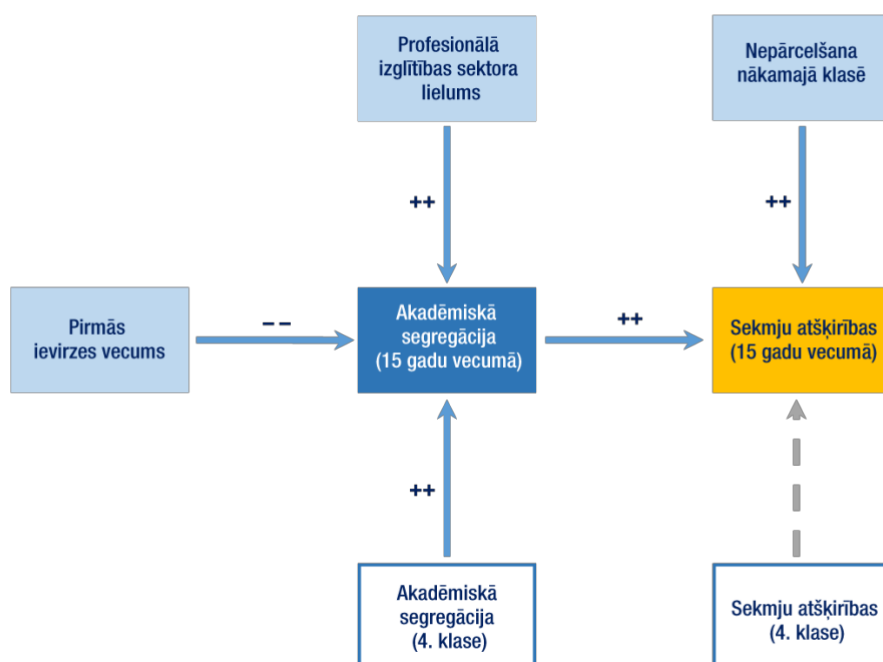 Profesionālā
izglītības sektora
lielums
Nepārcelšana
nākamajā klasē
++
++
Pirmās
ievirzes vecums
– –
Akadēmiskā
segregācija
(15 gadu vecumā)
++
Sekmju atšķirības
(15 gadu vecumā)
++
Akadēmiskā
segregācija
(4. klase)
Sekmju atšķirības
(4. klase)